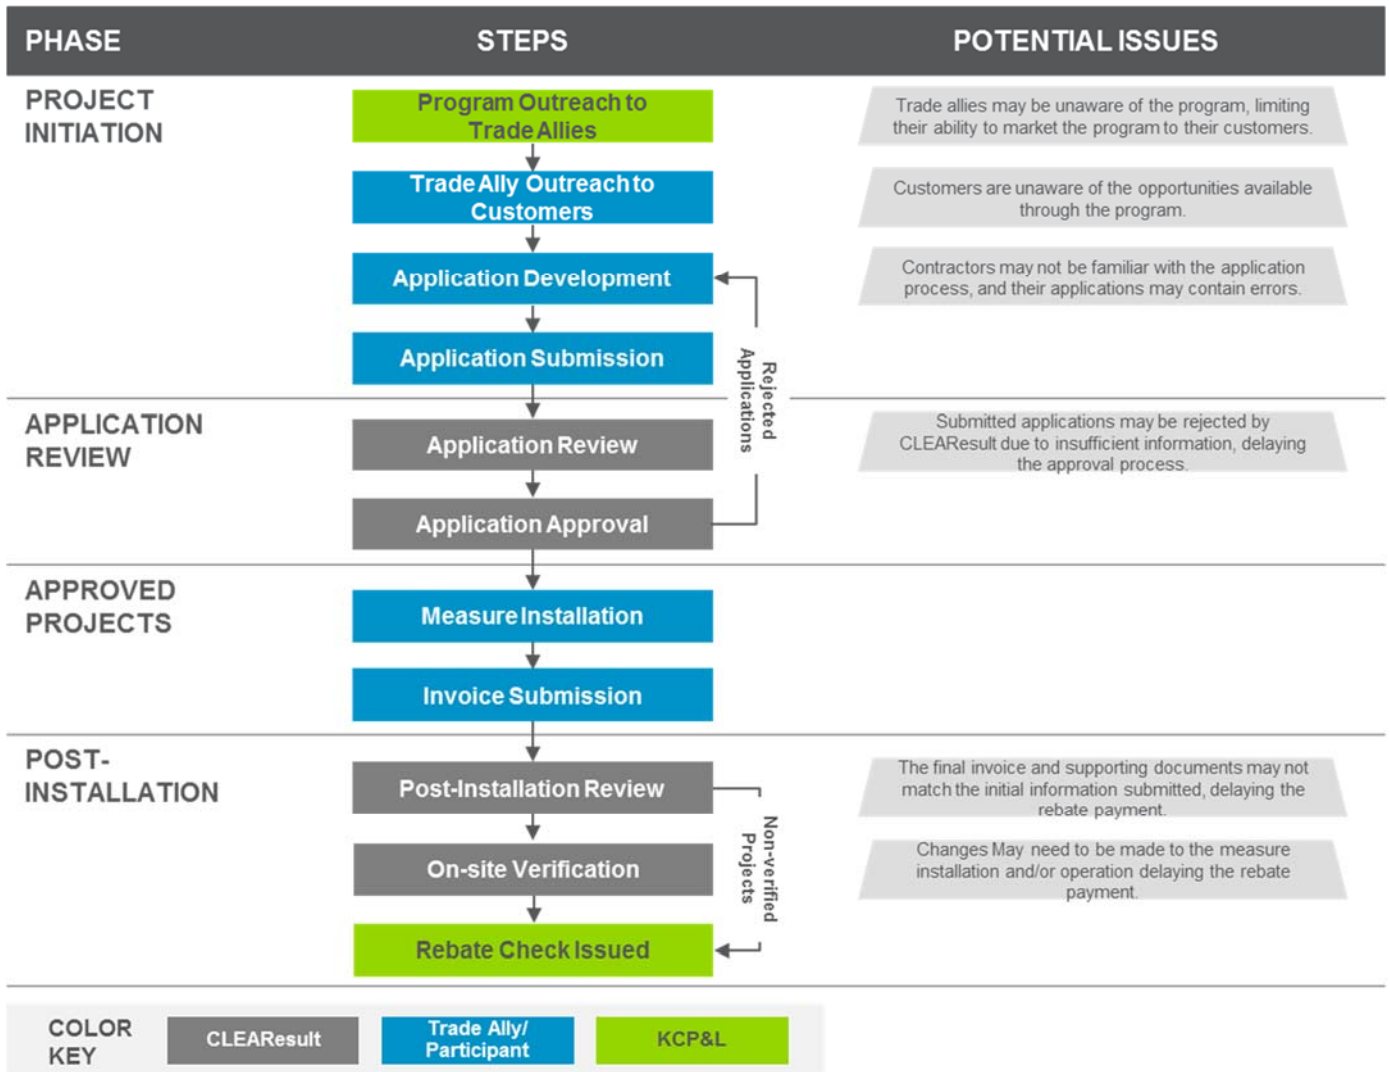 PHASE
STEPS
POTENTIAL ISSUES
PROJECT
INITIATION
Program Outreach to
Trade Allies
Trade allies may be unaware of the program, limiting
their ability to market the program to their customers.
Trade Ally Outreach to
Customers
Customers are unaware of the opportunities available
through the program.
Application Development
Contractors may not be familiar with the application
process, and their applications may contain errors.
Application Submission
Rejected
Applications
APPLICATION
REVIEW
Application Review
Submitted applications may be rejected by
CLEAResult due to insufficient information, delaying
the approval process.
Application Approval
APPROVED
PROJECTS
Measure Installation
Invoice Submission
POST-
INSTALLATION
Post-Installation Review
The final invoice and supporting documents may not
match the initial information submitted, delaying the
rebate payment.
Non-verified
Projects
On-site Verification
Changes May need to be made to the measure
installation and/or operation delaying the rebate
payment.
Rebate Check Issued
COLOR
KEY
CLEAResult
Trade Ally/
Participant
KCP&L